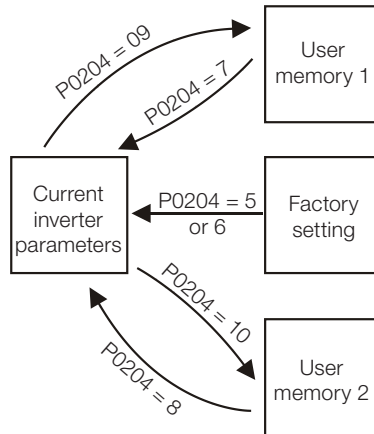 P0204 = 09
User
memory 1
P0204 = 7
Current
inverter
parameters
P0204 = 5
or 6
Factory
setting
P0204 = 10
P0204 = 8
User
memory 2